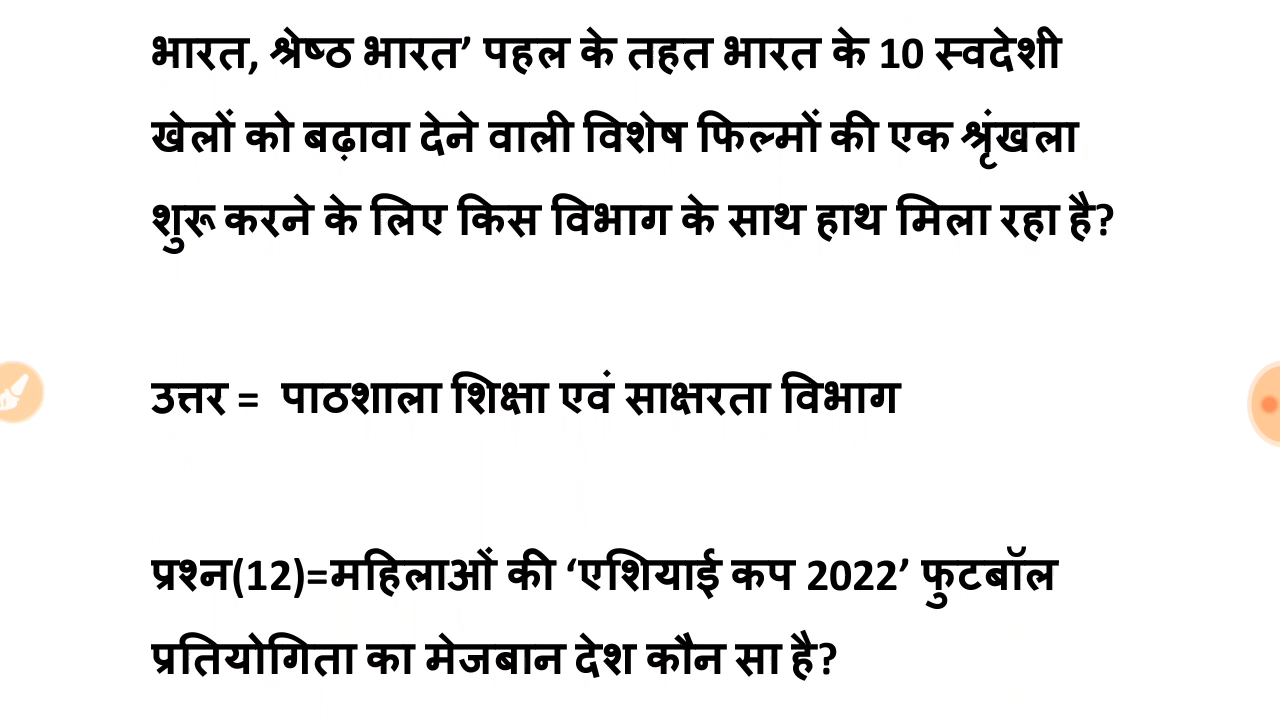 भारत, श्रेष्ठ भारत’ पहल के तहत भारत के 10 स्वदेशी
खेलों को बढ़ावा देने वाली विशेष फिल्मों की एक श्रृंखला
शुरू करने के लिए किस विभाग के साथ हाथ मिला रहा है?
उत्तर = पाठशाला शिक्षा एवं साक्षरता विभाग
प्रश्न(12)=महिलाओं की ‘एशियाई कप 2022’ फुटबॉल
प्रतियोगिता का मेजबान देश कौन सा है?